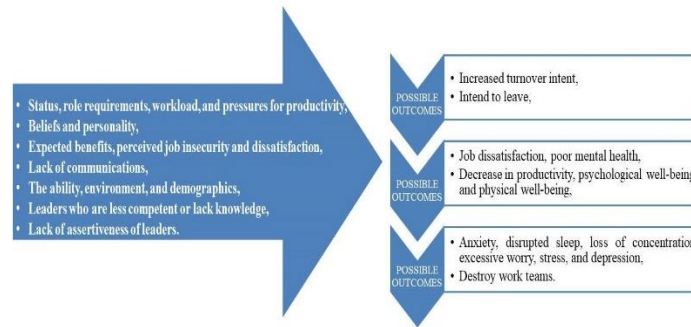 • Status, role requirements, workload, and pressures for productivity,
• Beliefs and personality,
• Expected benefits, perceived job insecurity and dissatisfaction,
• Lack of communications,
• The ability, environment, and demographics,
• Leaders who are less competent or lack knowledge,
• Lack of assertiveness of leaders.
POSSIBLE
OUTCOMES
• Increased turnover intent,
• Intend to leave,
POSSIBLE
OUTCOMES
• Job dissatisfaction, poor mental health,
• Decrease in productivity, psychological well-being
and physical well-being,
POSSIBLE
OUTCOMES
• Anxiety, disrupted sleep, loss of concentration
excessive worry, stress, and depression,
• Destroy work teams.